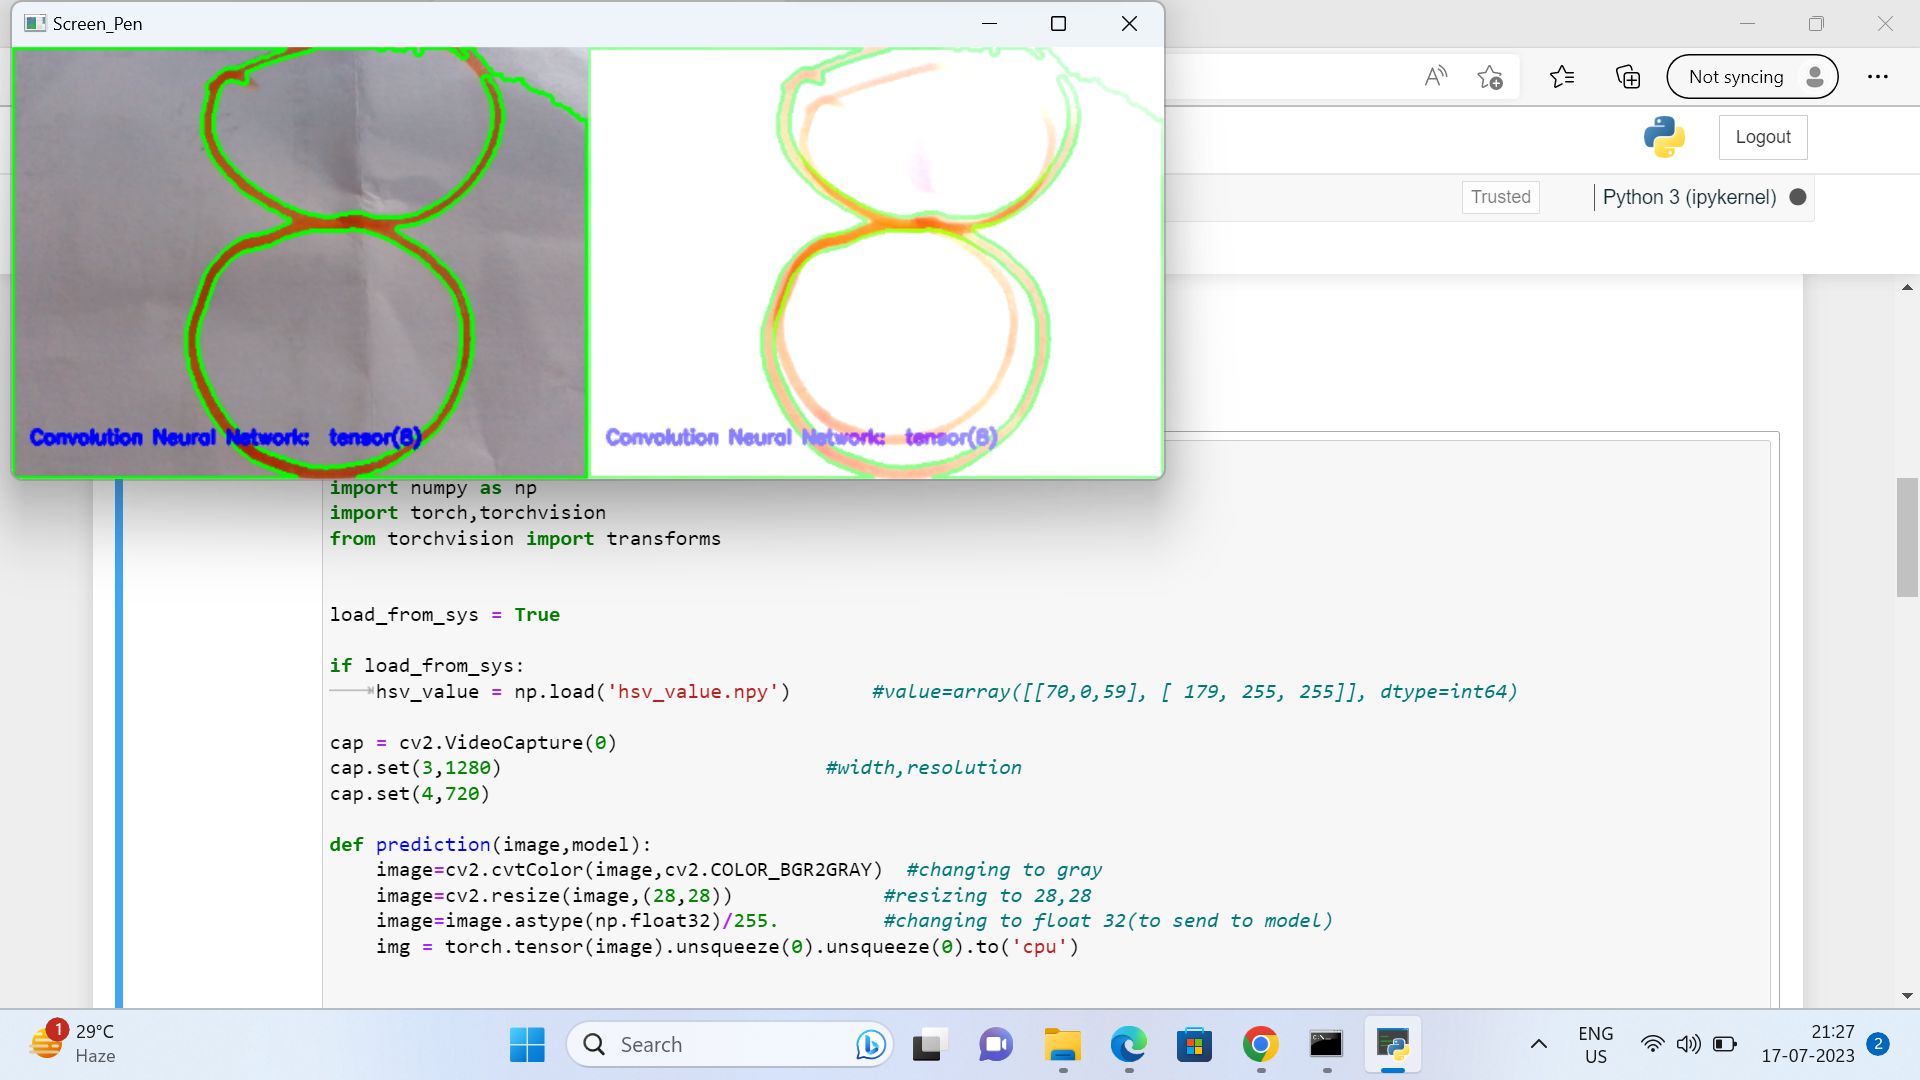 Screen_Pen
Convolution Neural Network: tensor(8)
Convolution Neural Network: tensor(8)
Not syncing
Logout
Trusted
Python 3 (ipykernel)
import numpy as np
import torch,torchvision
from torchvision import transforms
load_from_sys = True
if load_from_sys:
hsv_value = np.load('hsv_value.npy') #value=array([[70,0,59], [ 179, 255, 255]], dtype=int64)
cap = cv2.VideoCapture(0)
cap.set(3,1280) #width,resolution
cap.set(4,720)
def prediction(image,model):
image=cv2.cvtColor(image,cv2.COLOR_BGR2GRAY) #changing to gray
image=cv2.resize(image,(28,28)) #resizing to 28,28
image=image.astype(np.float32)/255. #changing to float 32(to send to model)
img = torch.tensor(image).unsqueeze(0).unsqueeze(0).to('cpu')
1
29°C
Haze
Search
ENG
US
21:27
17-07-2023
2